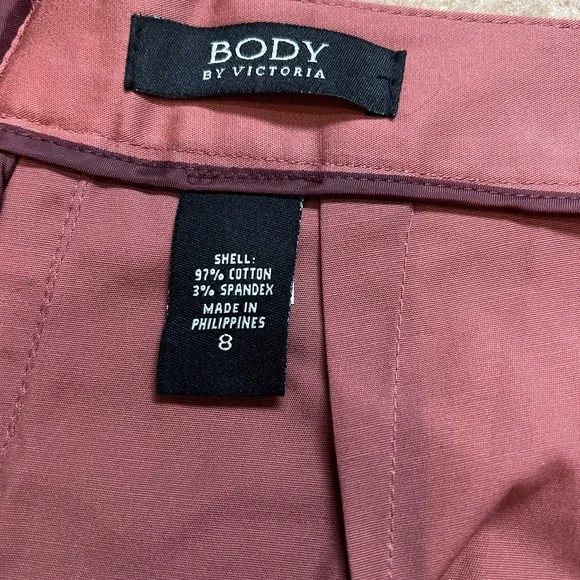 BODY
BY VICTORIA
SHELL:
97% COTTON
3% SPANDEX
MADE IN
PHILIPPINES
8